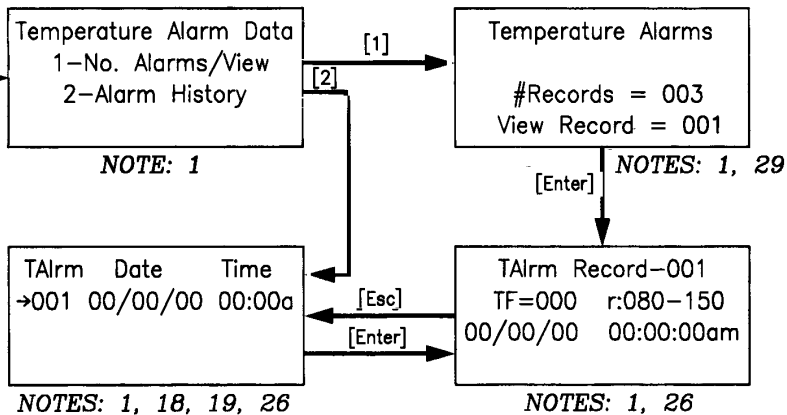 Temperature Alarm Data
1-No. Alarms/View
2-Alarm History
NOTE: 1
[1]
[2]
Temperature Alarms
#Records = 003
View Record = 001
NOTES: 1, 29
[Enter]
TAlrm Date Time
→001 00/00/00 00:00a
NOTES: 1, 18, 19, 26
[Esc]
[Enter]
TAlrm Record-001
TF=000 r:080-150
00/00/00 00:00:00am
NOTES: 1, 26